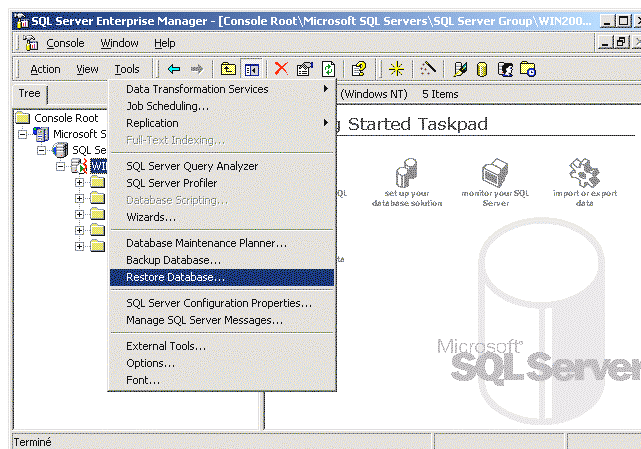 SQL Server Enterprise Manager - [Console Root\Microsoft SQL Servers\SQL Server Group\WIN200...
Console Window Help
Action View Tools
Tree
(Windows NT) 5 Items
Data Transformation Services
Job Scheduling...
Replication
Full-Text Indexing...
SQL Server Query Analyzer
SQL Server Profiler
Database Scripting...
Wizards...
Database Maintenance Planner...
Backup Database...
Restore Database...
SQL Server Configuration Properties...
Manage SQL Server Messages...
External Tools...
Options...
Font...
Console Root
Microsoft S
SQL Se
WI
g Started Taskpad
QL
set up your
database solution
monitor your SQL
Server
import or export
data
ta
Microsoft®
SQL Server
Terminé